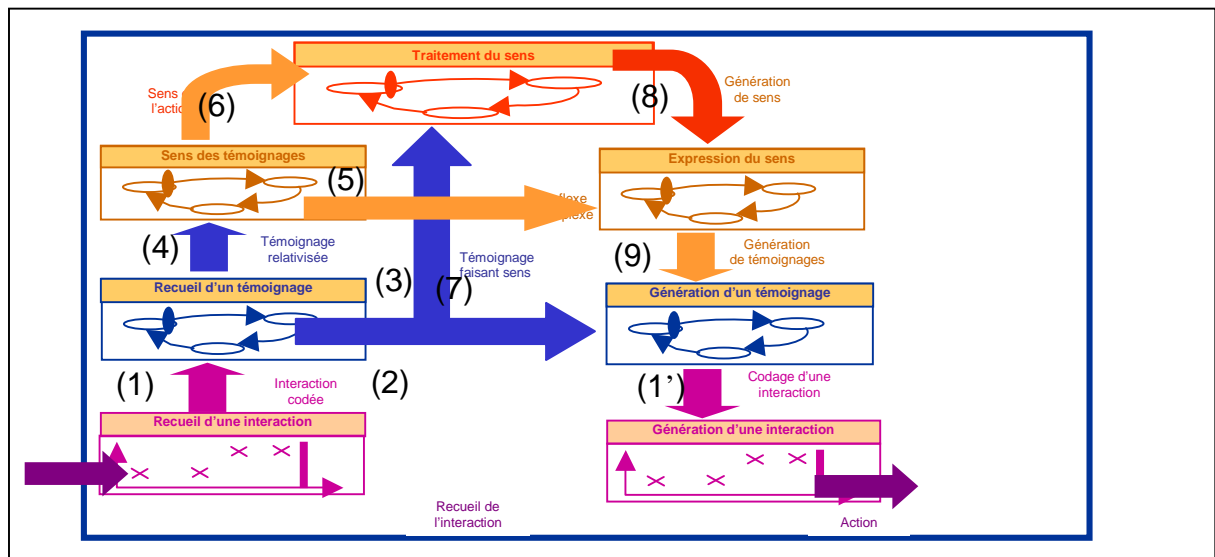 Traitement du sens
Sens
l’actio
(6)
(8)
Génération
de sens
Sens des témoignages
(5)
Expression du sens
flexe
plexe
(4)
Témoignage
relativisée
(3)
(7)
Témoignage
faisant sens
(9)
Génération
de témoignages
Recueil d’un témoignage
Génération d’un témoignage
(1)
Interaction
codée
(2)
(1’)
Codage d’une
interaction
Recueil d’une interaction
Génération d’une interaction
Recueil de
l’interaction
Action